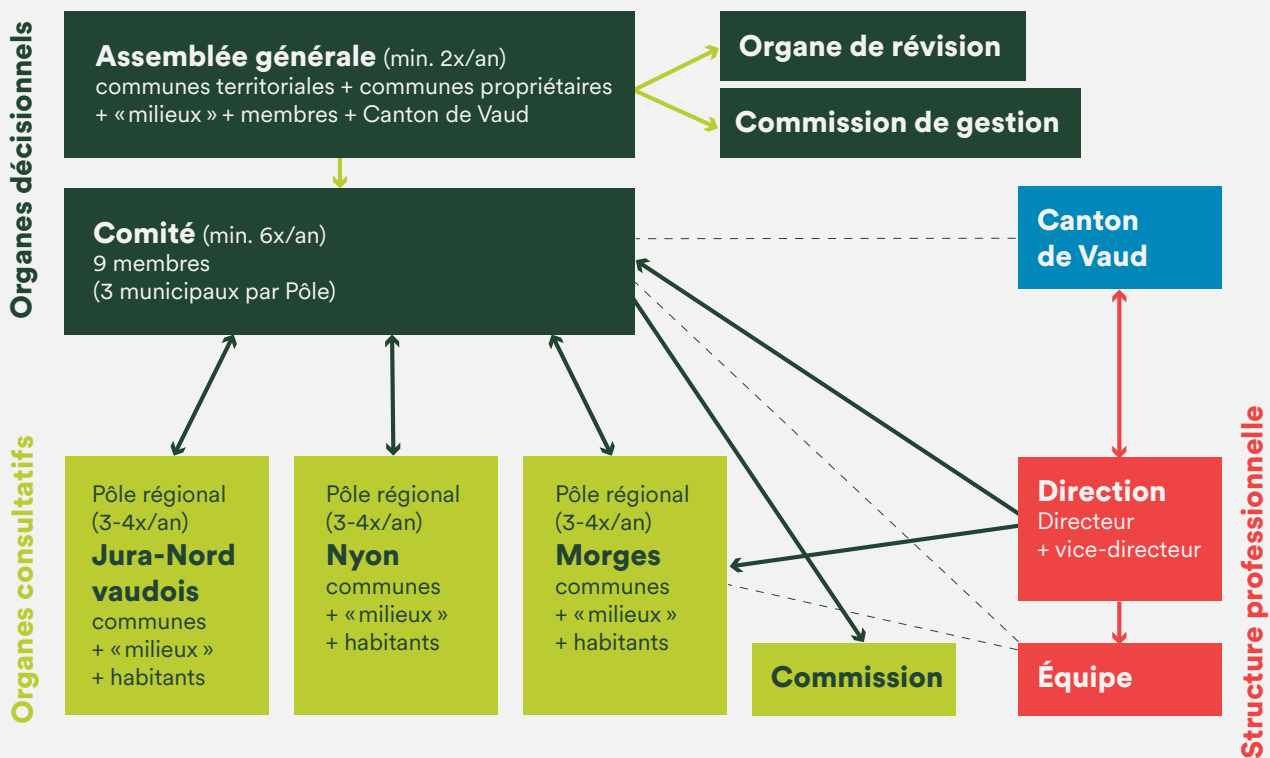 Organes décisionnels
Assemblée générale (min. 2x/an)
communes territoriales + communes propriétaires
+ « milieux » + membres + Canton de Vaud
Organe de révision
Commission de gestion
Comité (min. 6x/an)
9 membres
(3 municipaux par Pôle)
Canton
de Vaud
Organes consultatifs
Pôle régional
(3-4x/an)
Jura-Nord
vaudois
communes
+ « milieux »
+ habitants
Pôle régional
(3-4x/an)
Nyon
communes
+ « milieux »
+ habitants
Pôle régional
(3-4x/an)
Morges
communes
+ « milieux »
+ habitants
Commission
Structure professionnelle
Direction
Directeur
+ vice-directeur
Équipe